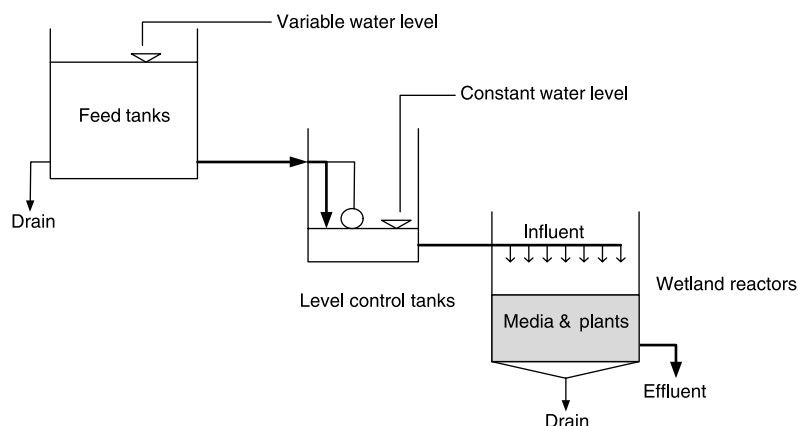 Variable water level
Feed tanks
Constant water level
Drain
Influent
Wetland reactors
Level control tanks
Media & plants
Effluent
Drain